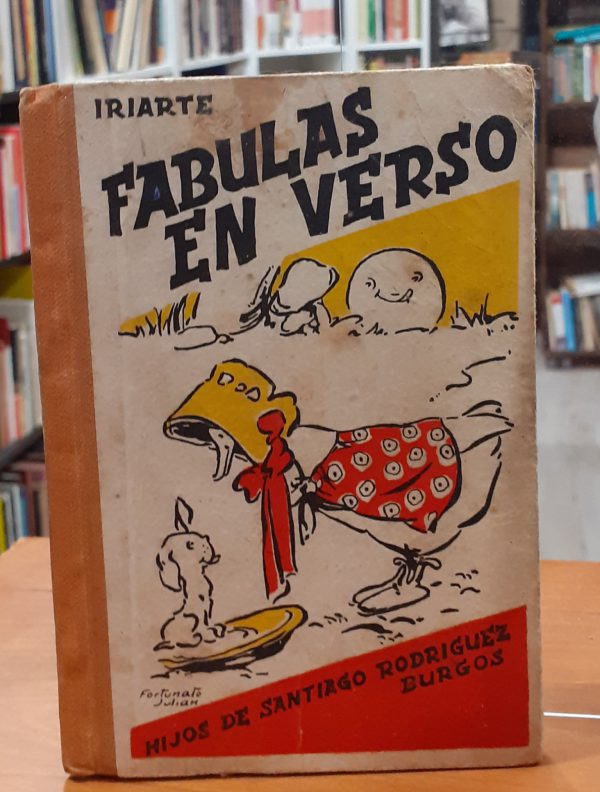 IRIARTE
FABULAS
EN VERSO
Fortunato
Julian
HIJOS DE SANTIAGO RODRIGUEZ
BURGOS